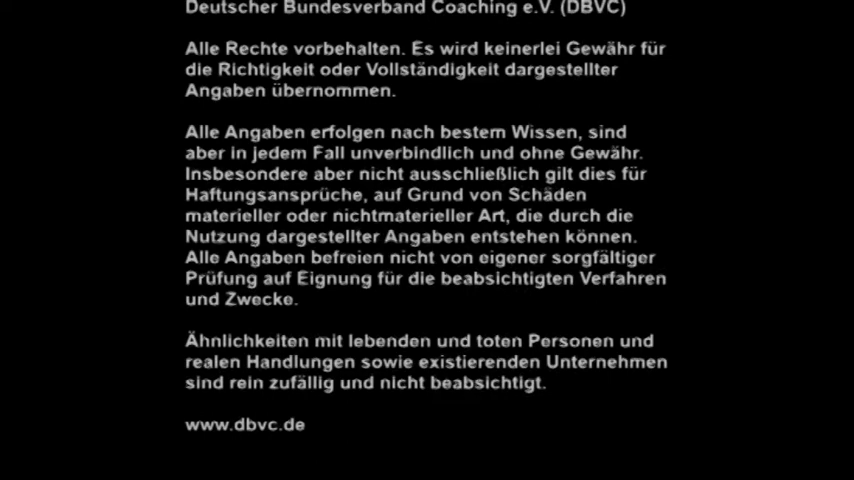 Deutscher Bundesverband Coaching e.V. (DBVC)
Alle Rechte vorbehalten. Es wird keinerlei Gewähr für
die Richtigkeit oder Vollständigkeit dargestellter
Angaben übernommen.
Alle Angaben erfolgen nach bestem Wissen, sind
aber in jedem Fall unverbindlich und ohne Gewähr.
Insbesondere aber nicht ausschließlich gilt dies für
Haftungsansprüche, auf Grund von Schäden
materieller oder nichtmaterieller Art, die durch die
Nutzung dargestellter Angaben entstehen können.
Alle Angaben befreien nicht von eigener sorgfältiger
Prüfung auf Eignung für die beabsichtigten Verfahren
und Zwecke.
Ähnlichkeiten mit lebenden und toten Personen und
realen Handlungen sowie existierenden Unternehmen
sind rein zufällig und nicht beabsichtigt.
www.dbvc.de